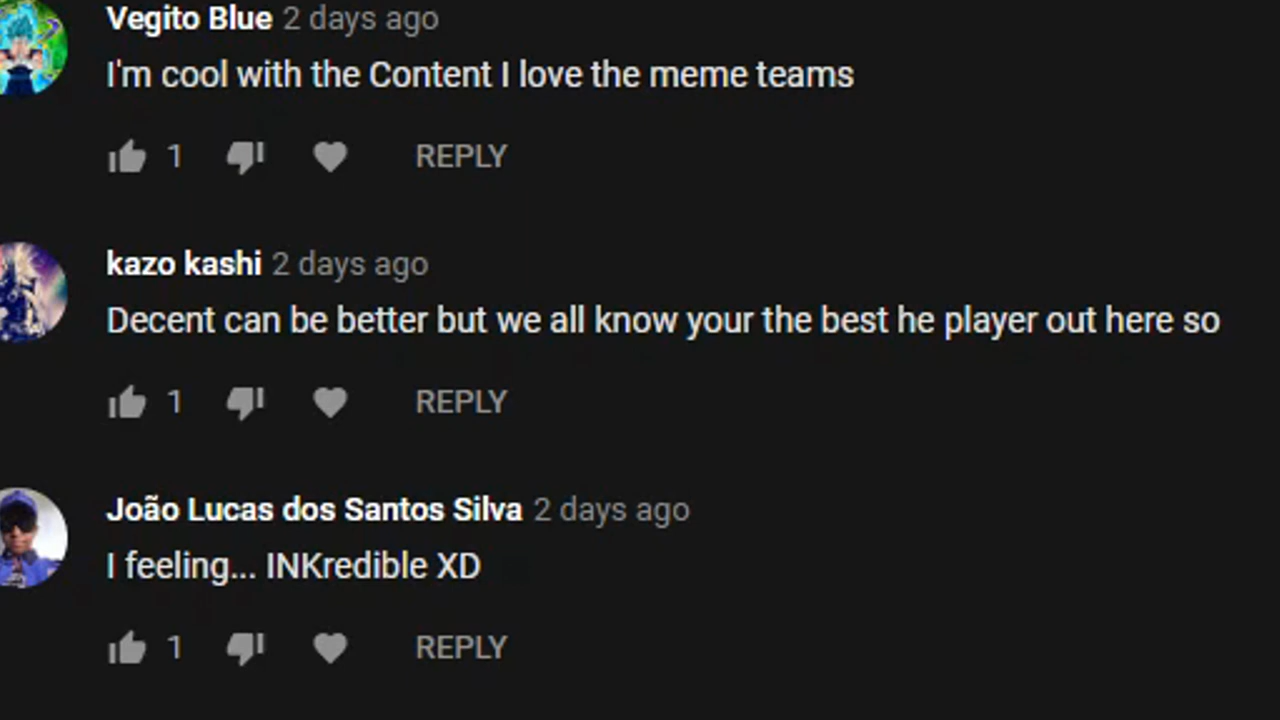 Vegito Blue 2 days ago
I'm cool with the Content I love the meme teams
1 REPLY
kazo kashi 2 days ago
Decent can be better but we all know your the best he player out here so
1 REPLY
João Lucas dos Santos Silva 2 days ago
I feeling... INKredible XD
1 REPLY